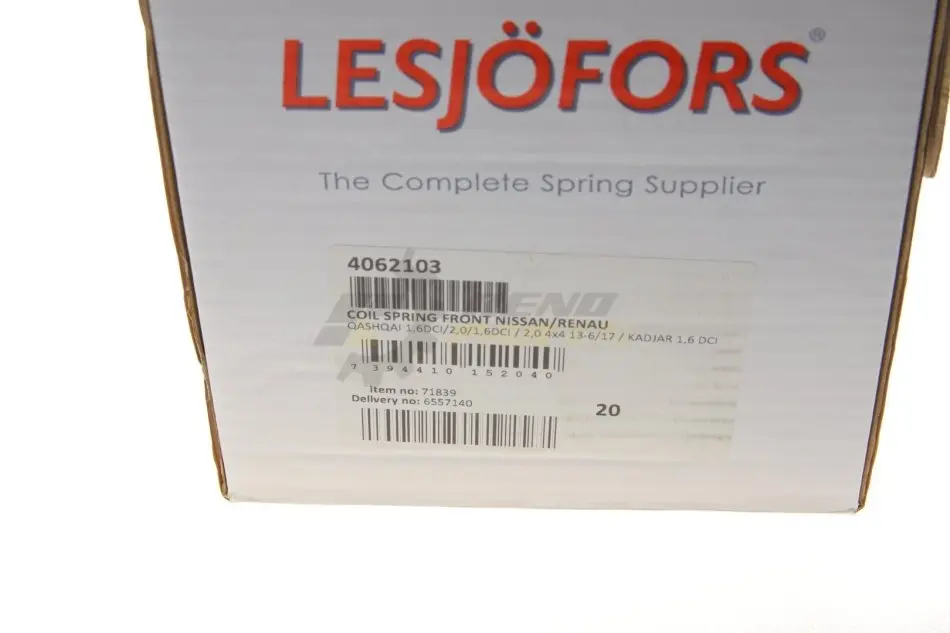 LESJÖFORS®
The Complete Spring Supplier
4062103
COIL SPRING FRONT NISSAN/RENAU
QASHQAI 1,6DCI/2,0/1,6DCI / 2,0 4x4 13-6/17 / KADJAR 1,6 DCI
7 394410 152040
Item no: 71839
Delivery no: 6557140
20